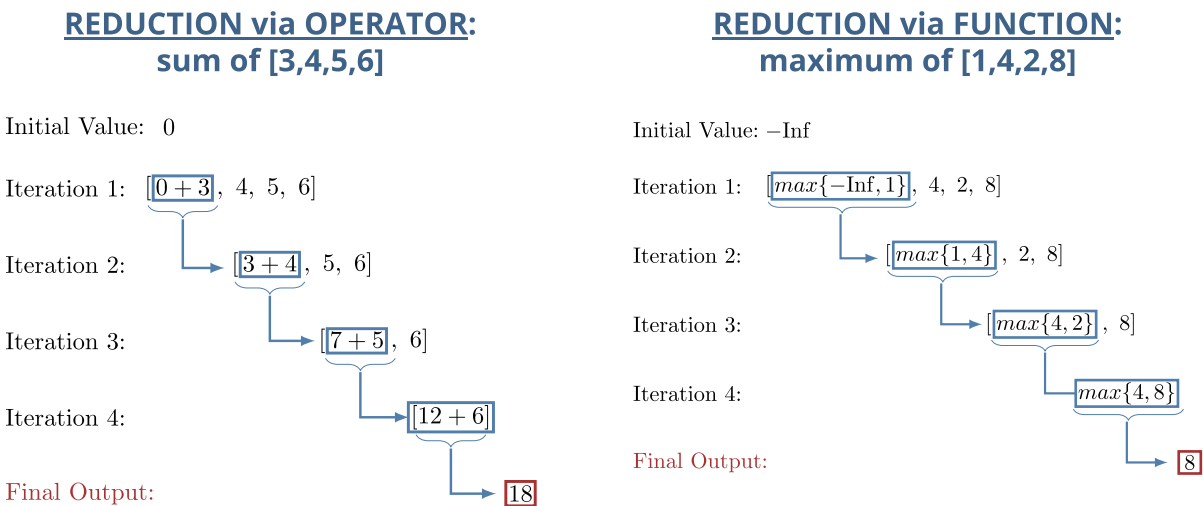 REDUCTION via OPERATOR:
sum of [3,4,5,6]
Initial Value: 0
Iteration 1: [0 + 3, 4, 5, 6]
Iteration 2: [3 + 4, 5, 6]
Iteration 3: [7 + 5, 6]
Iteration 4: [12 + 6]
Final Output: 18
REDUCTION via FUNCTION:
maximum of [1,4,2,8]
Initial Value: −Inf
Iteration 1: [max{−Inf, 1}, 4, 2, 8]
Iteration 2: [max{1, 4}, 2, 8]
Iteration 3: [max{4, 2}, 8]
Iteration 4: max{4, 8}
Final Output: 8